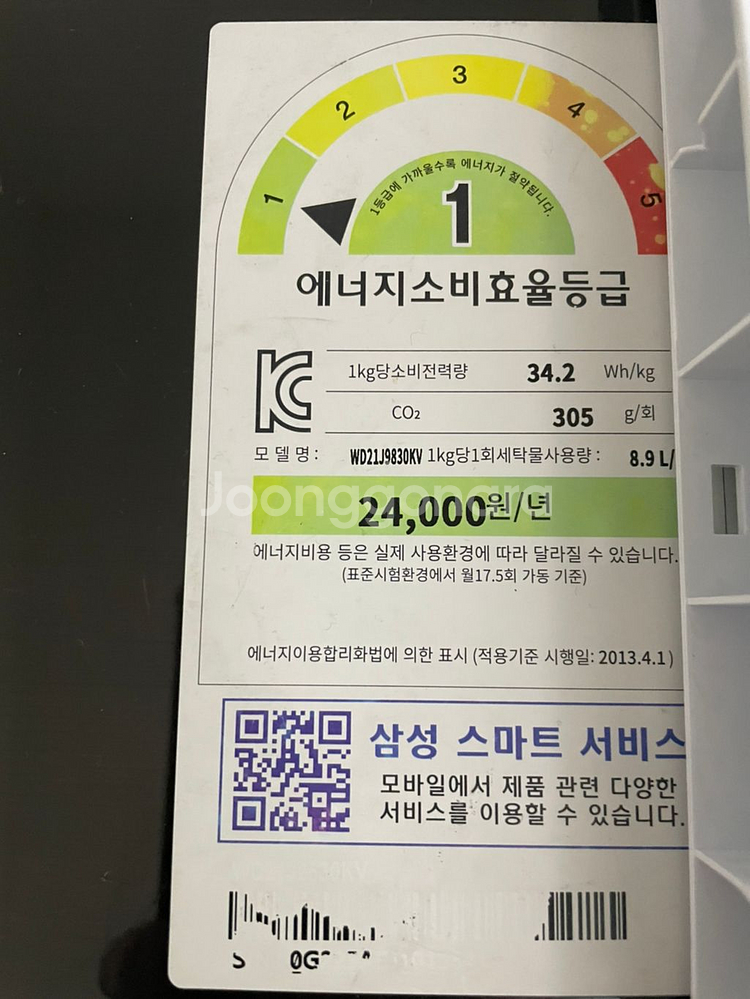 1
2
3
4
5
1등급에 가까울수록 에너지가 절약됩니다.
1
에너지소비효율등급
1kg당소비전력량 34.2 Wh/kg
CO₂ 305 g/회
모델명: WD21J9830KV 1kg당1회세탁물사용량: 8.9 L/
24,000원/년
Joonggonara
에너지비용 등은 실제 사용환경에 따라 달라질 수 있습니다.
(표준시험환경에서 월17.5회 가동 기준)
에너지이용합리화법에 의한 표시 (적용기준 시행일: 2013.4.1)
삼성 스마트 서비스
모바일에서 제품 관련 다양한
서비스를 이용할 수 있습니다.